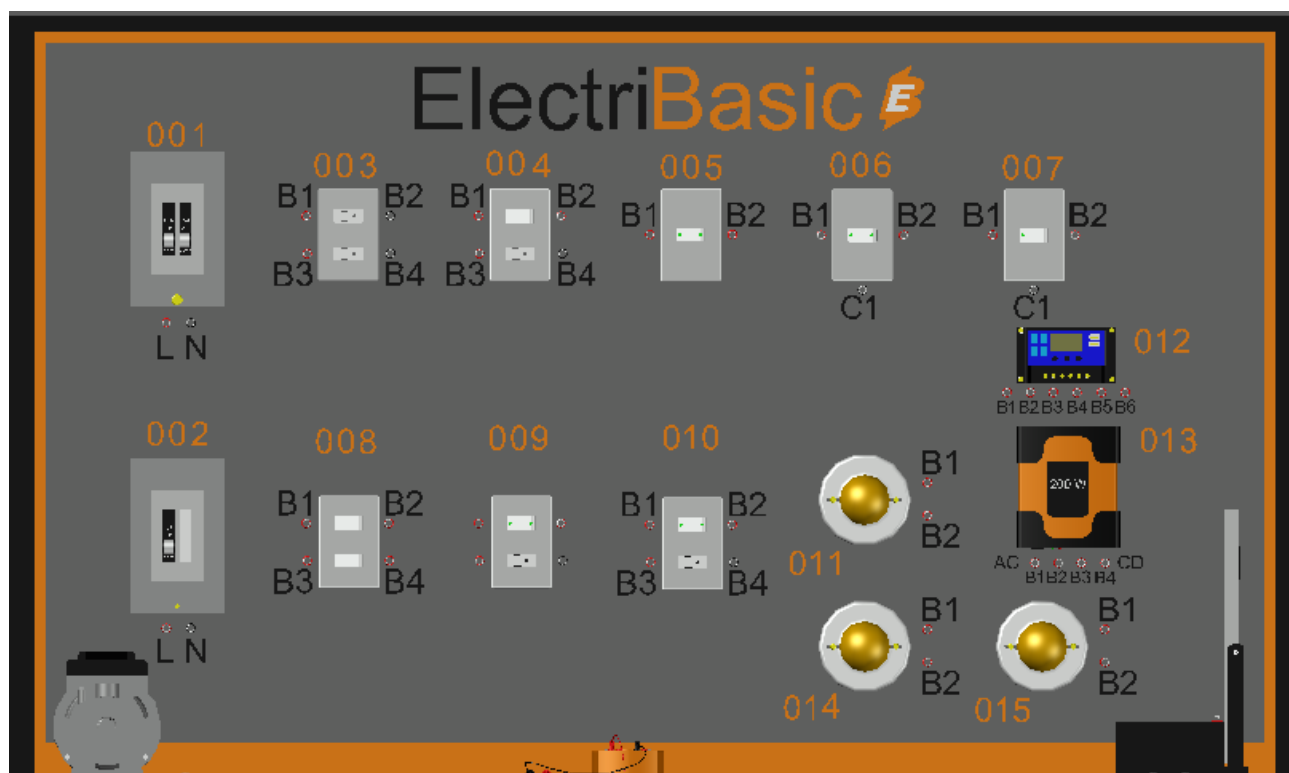 ElectriBasic E
001
003
004
005
006
007
B1 B2
B3 B4
B1 B2
B3 B4
B1 B2
B1 B2
C1
B1 B2
C1
L N
012
B1 B2 B3 B4 B5 B6
002
008
009
010
B1 B2
B3 B4
B1 B2
B3 B4
L N
011
B1
B2
013
200 W
AC B1 B2 B3 B4 CD
014
B1
B2
015
B1
B2